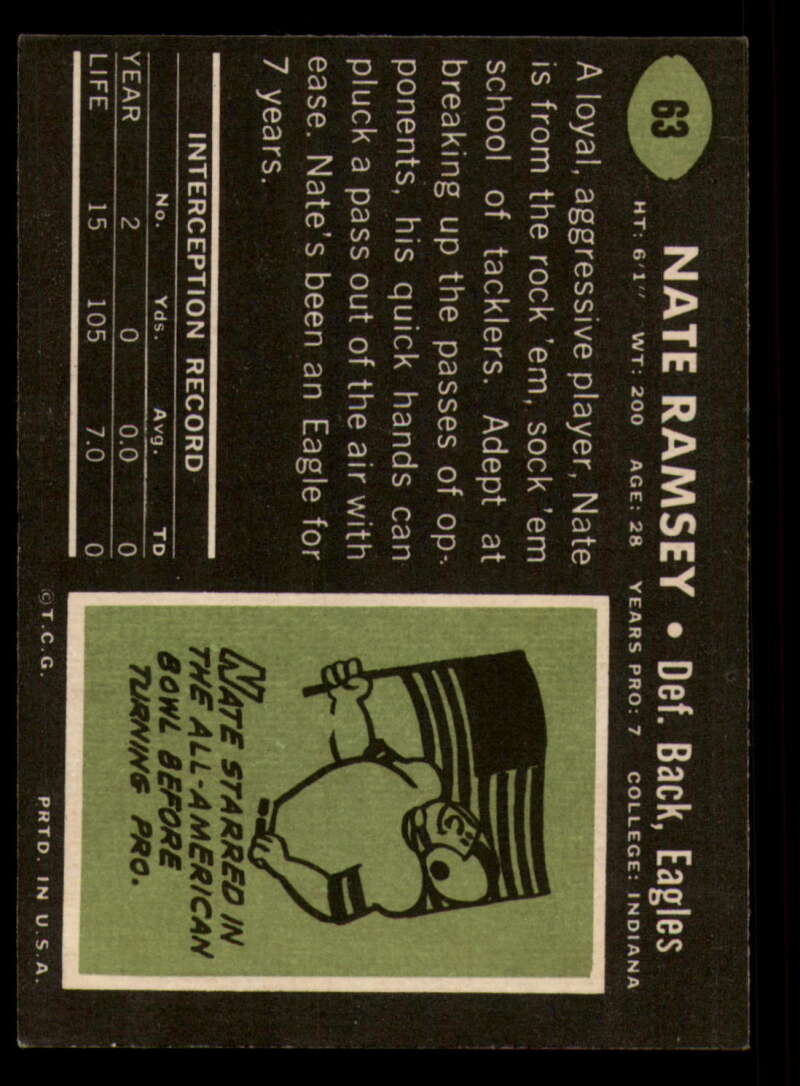 63
NATE RAMSEY • Def. Back, Eagles
HT: 6'1" WT: 200 AGE: 28 YEARS PRO: 7 COLLEGE: INDIANA
A loyal, aggressive player, Nate
is from the rock 'em, sock 'em
school of tacklers. Adept at
breaking up the passes of op-
ponents, his quick hands can
pluck a pass out of the air with
ease. Nate's been an Eagle for
7 years.
INTERCEPTION RECORD
No. Yds. Avg. TD
YEAR 2 0 0.0 0
LIFE 15 105 7.0 0
NATE STARRED IN
THE ALL-AMERICAN
BOWL BEFORE
TURNING PRO.
©T.C.G. PRTD. IN U.S.A.